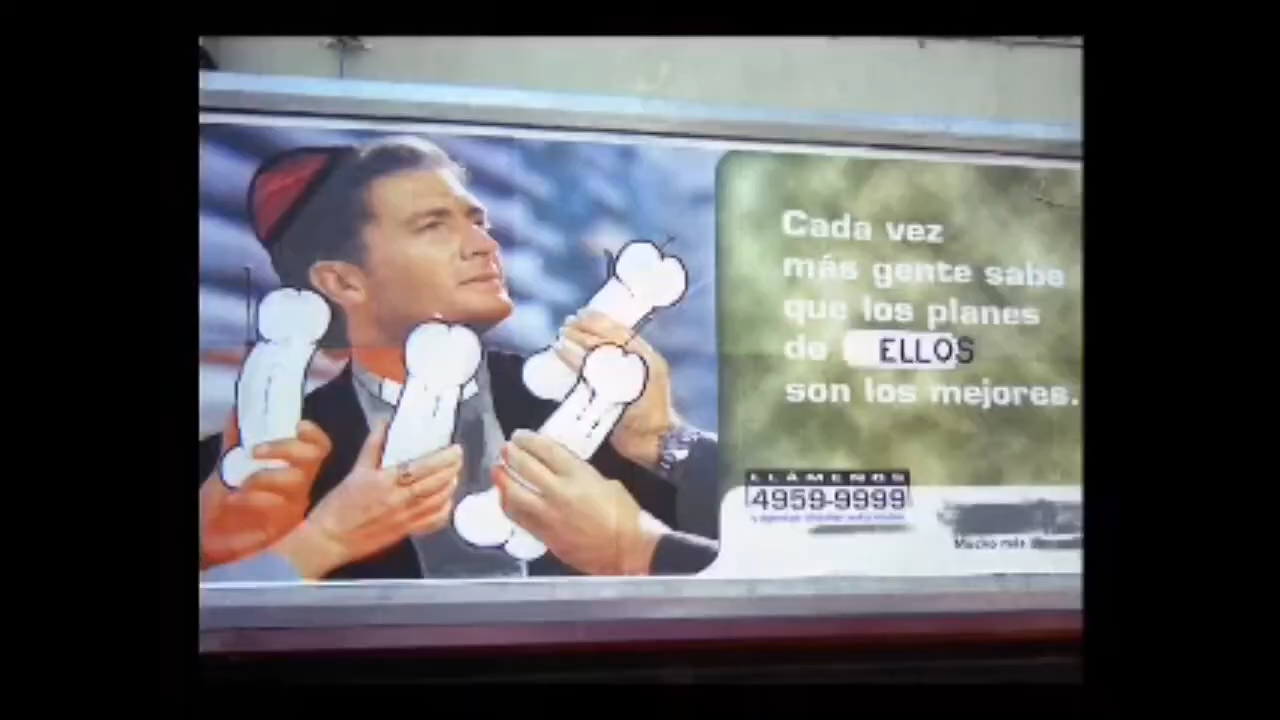 Cada vez
más gente sabe
que los planes
de ELLOS
son los mejores.
LLÁMENOS
4959-9999
Mucho más